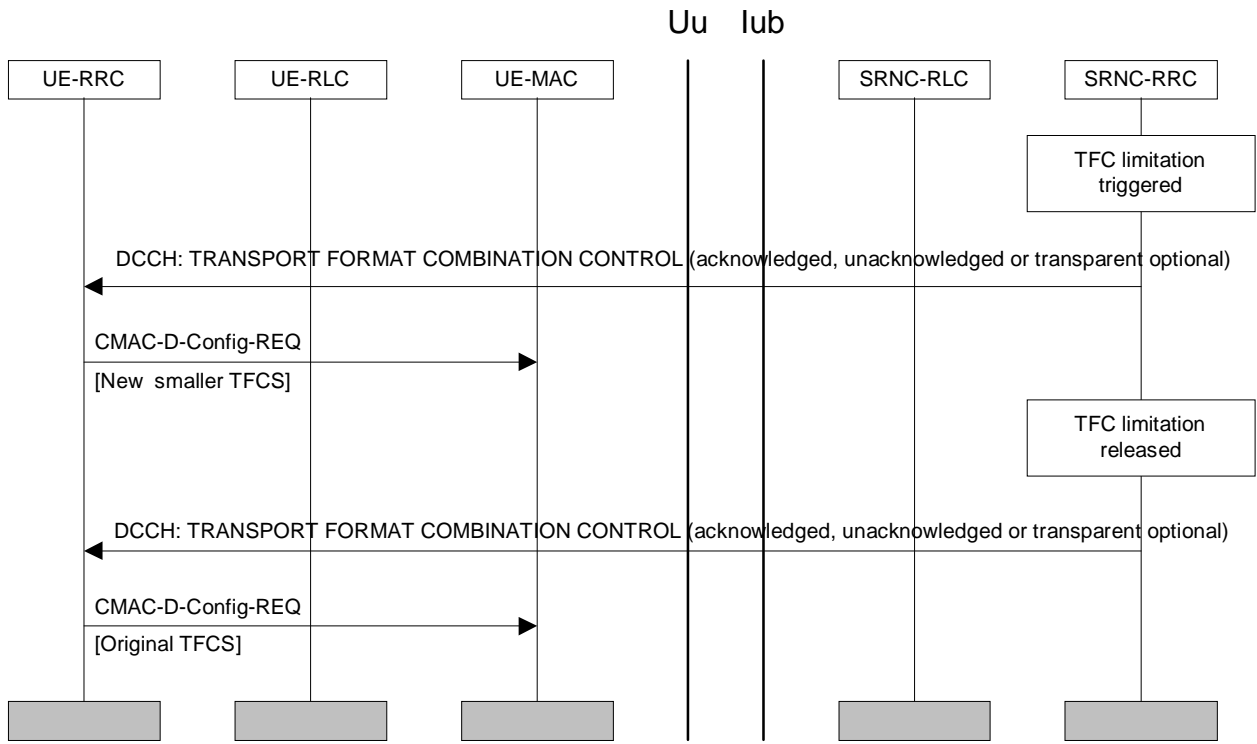 Uu Iub
UE-RRC UE-RLC UE-MAC SRNC-RLC SRNC-RRC
TFC limitation
triggered
DCCH: TRANSPORT FORMAT COMBINATION CONTROL (acknowledged, unacknowledged or transparent optional)
CMAC-D-Config-REQ
[New smaller TFCS]
TFC limitation
released
DCCH: TRANSPORT FORMAT COMBINATION CONTROL (acknowledged, unacknowledged or transparent optional)
CMAC-D-Config-REQ
[Original TFCS]